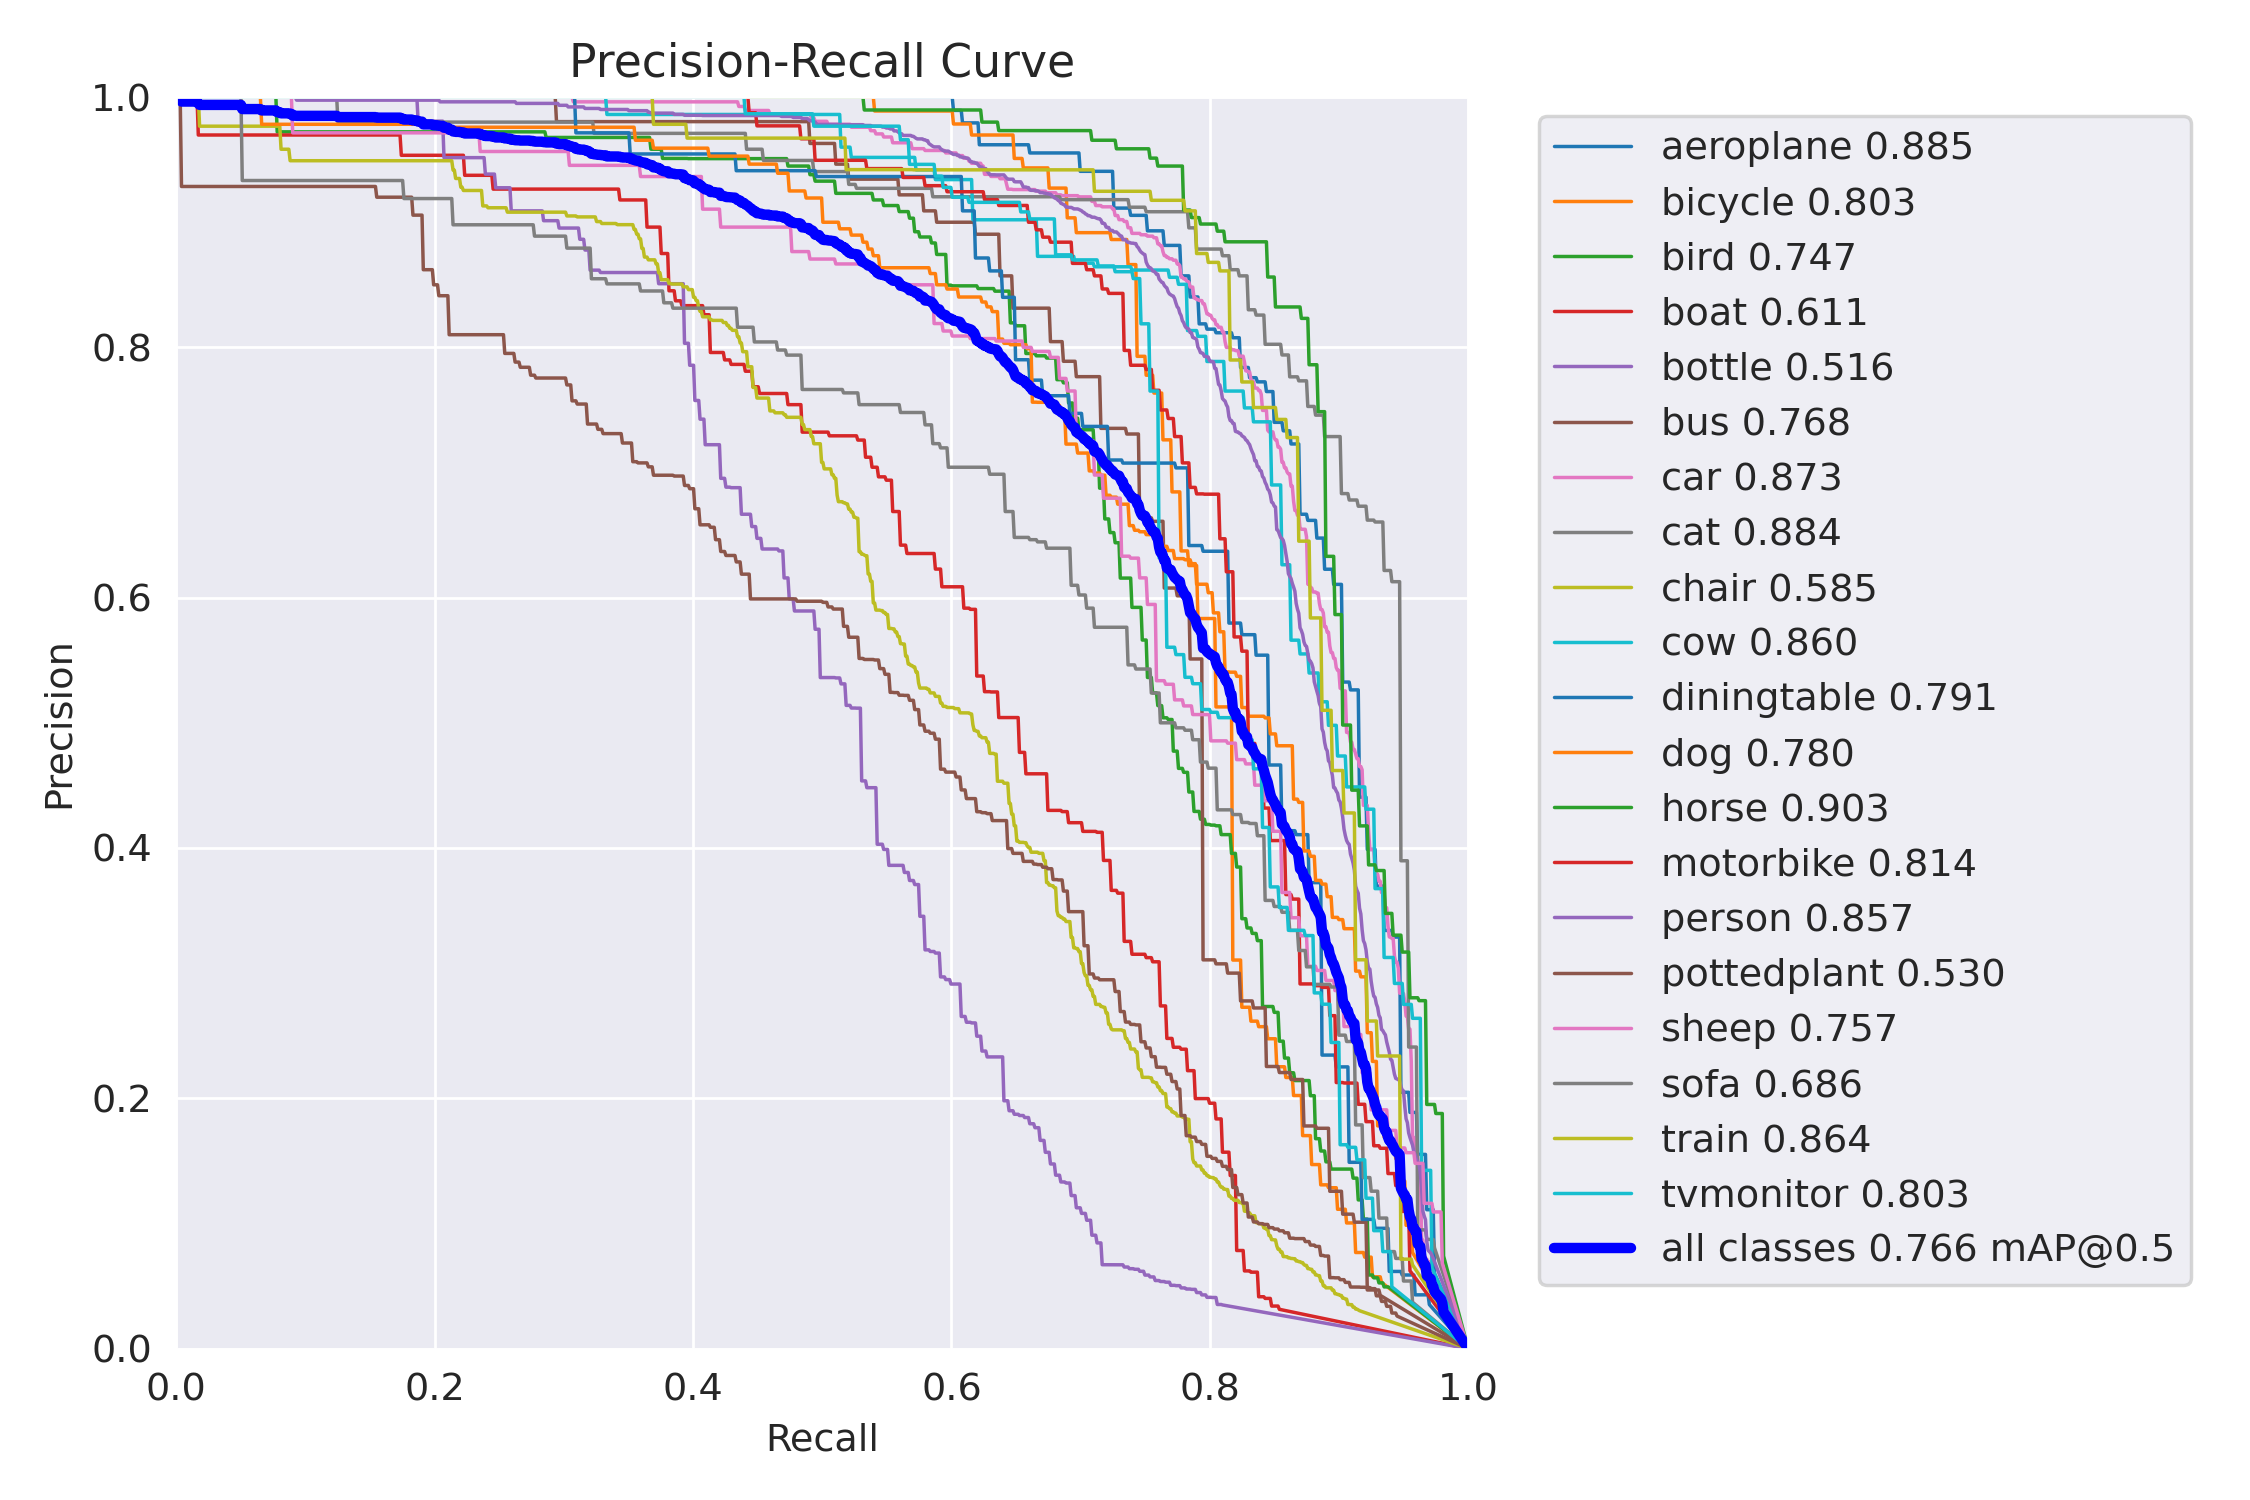 Precision-Recall Curve
1.0
0.8
0.6
0.4
0.2
0.0
Precision
0.0 0.2 0.4 0.6 0.8 1.0
Recall
aeroplane 0.885
bicycle 0.803
bird 0.747
boat 0.611
bottle 0.516
bus 0.768
car 0.873
cat 0.884
chair 0.585
cow 0.860
diningtable 0.791
dog 0.780
horse 0.903
motorbike 0.814
person 0.857
pottedplant 0.530
sheep 0.757
sofa 0.686
train 0.864
tvmonitor 0.803
all classes 0.766 mAP@0.5